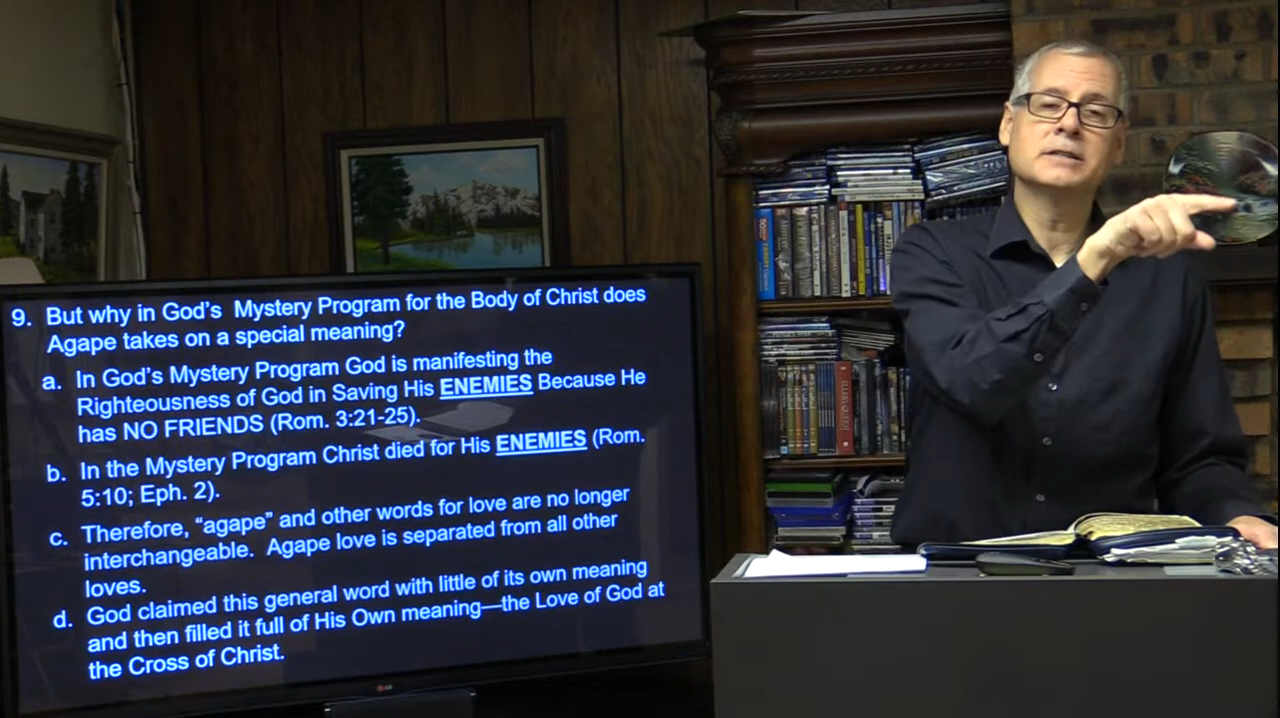 9. But why in God's Mystery Program for the Body of Christ does
Agape takes on a special meaning?
a. In God's Mystery Program God is manifesting the
Righteousness of God in Saving His ENEMIES Because He
has NO FRIENDS (Rom. 3:21-25).
b. In the Mystery Program Christ died for His ENEMIES (Rom.
5:10; Eph. 2).
c. Therefore, “agape” and other words for love are no longer
interchangeable. Agape love is separated from all other
loves.
d. God claimed this general word with little of its own meaning
and then filled it full of His Own meaning—the Love of God at
the Cross of Christ.
LG